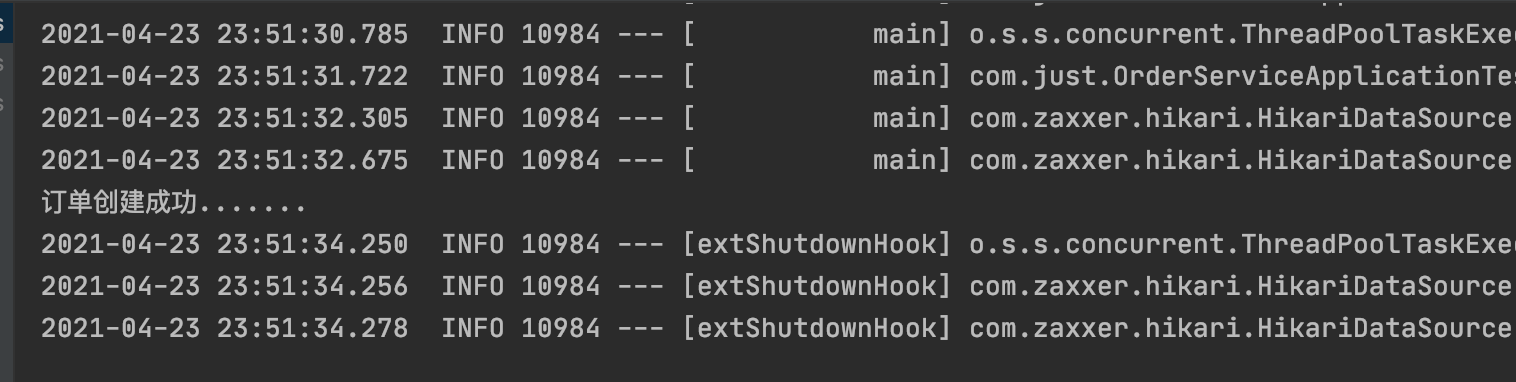 2021-04-23 23:51:30.785  INFO 10984 --- [           main] o.s.s.concurrent.ThreadPoolTaskExe
2021-04-23 23:51:31.722  INFO 10984 --- [           main] com.just.OrderServiceApplicationTe
2021-04-23 23:51:32.305  INFO 10984 --- [           main] com.zaxxer.hikari.HikariDataSource
2021-04-23 23:51:32.675  INFO 10984 --- [           main] com.zaxxer.hikari.HikariDataSource
订单创建成功.......
2021-04-23 23:51:34.250  INFO 10984 --- [extShutdownHook] o.s.s.concurrent.ThreadPoolTaskExe
2021-04-23 23:51:34.256  INFO 10984 --- [extShutdownHook] com.zaxxer.hikari.HikariDataSource
2021-04-23 23:51:34.278  INFO 10984 --- [extShutdownHook] com.zaxxer.hikari.HikariDataSource